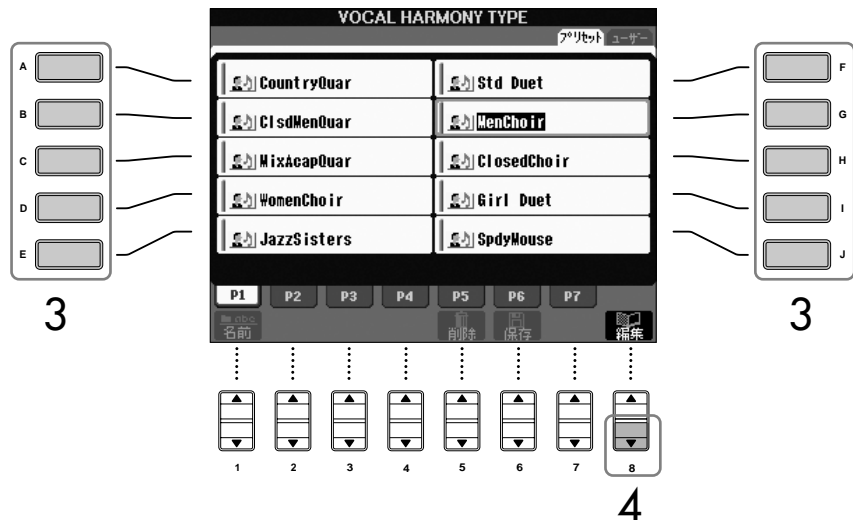 VOCAL HARMONY TYPE
プリセット ユーザー
A
B
C
D
E
3
CountryQuar
ClsdMenQuar
MixAcapQuar
WomenChoir
JazzSisters
Std Duet
MenChoir
ClosedChoir
Girl Duet
SpdyMouse
F
G
H
I
J
3
P1 P2 P3 P4 P5 P6 P7
abc
名前 削除 保存 編集
1 2 3 4 5 6 7 8
4